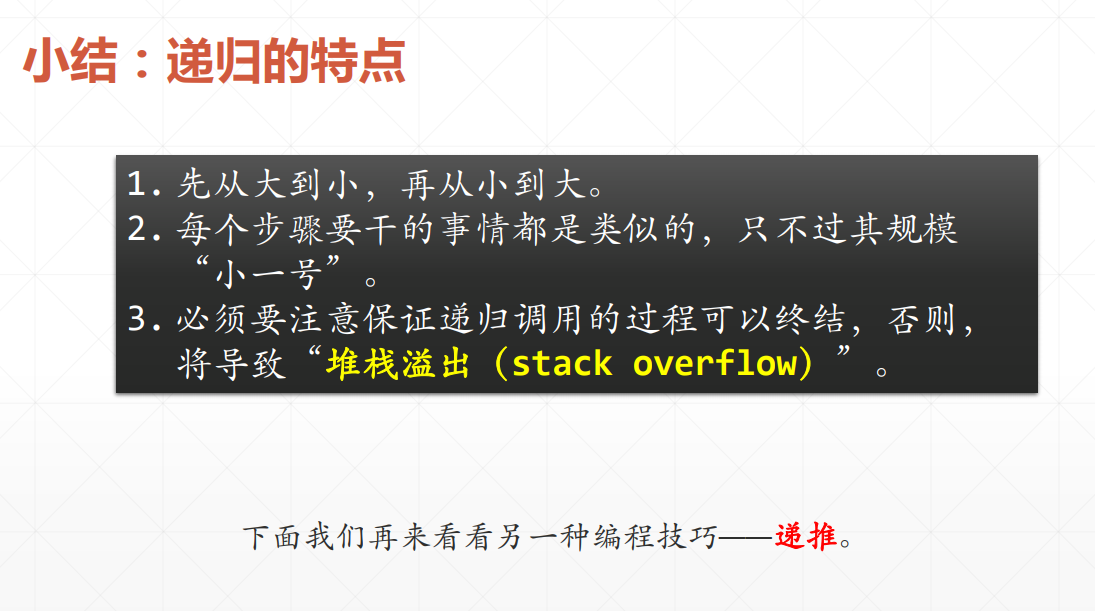 小结：递归的特点
1. 先从大到小，再从小到大。
2. 每个步骤要干的事情都是类似的，只不过其规模
“小一号”。
3. 必须要注意保证递归调用的过程可以终结，否则，
将导致“堆栈溢出（stack overflow）”。
下面我们再来看看另一种编程技巧——递推。